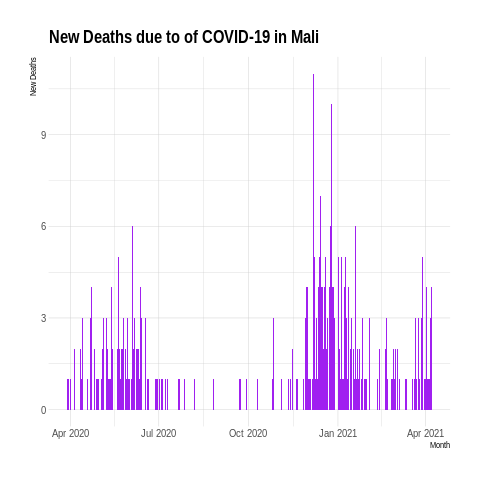 New Deaths due to of COVID-19 in Mali
New Deaths
9
6
3
0
Apr 2020 Jul 2020 Oct 2020 Jan 2021 Apr 2021
Month